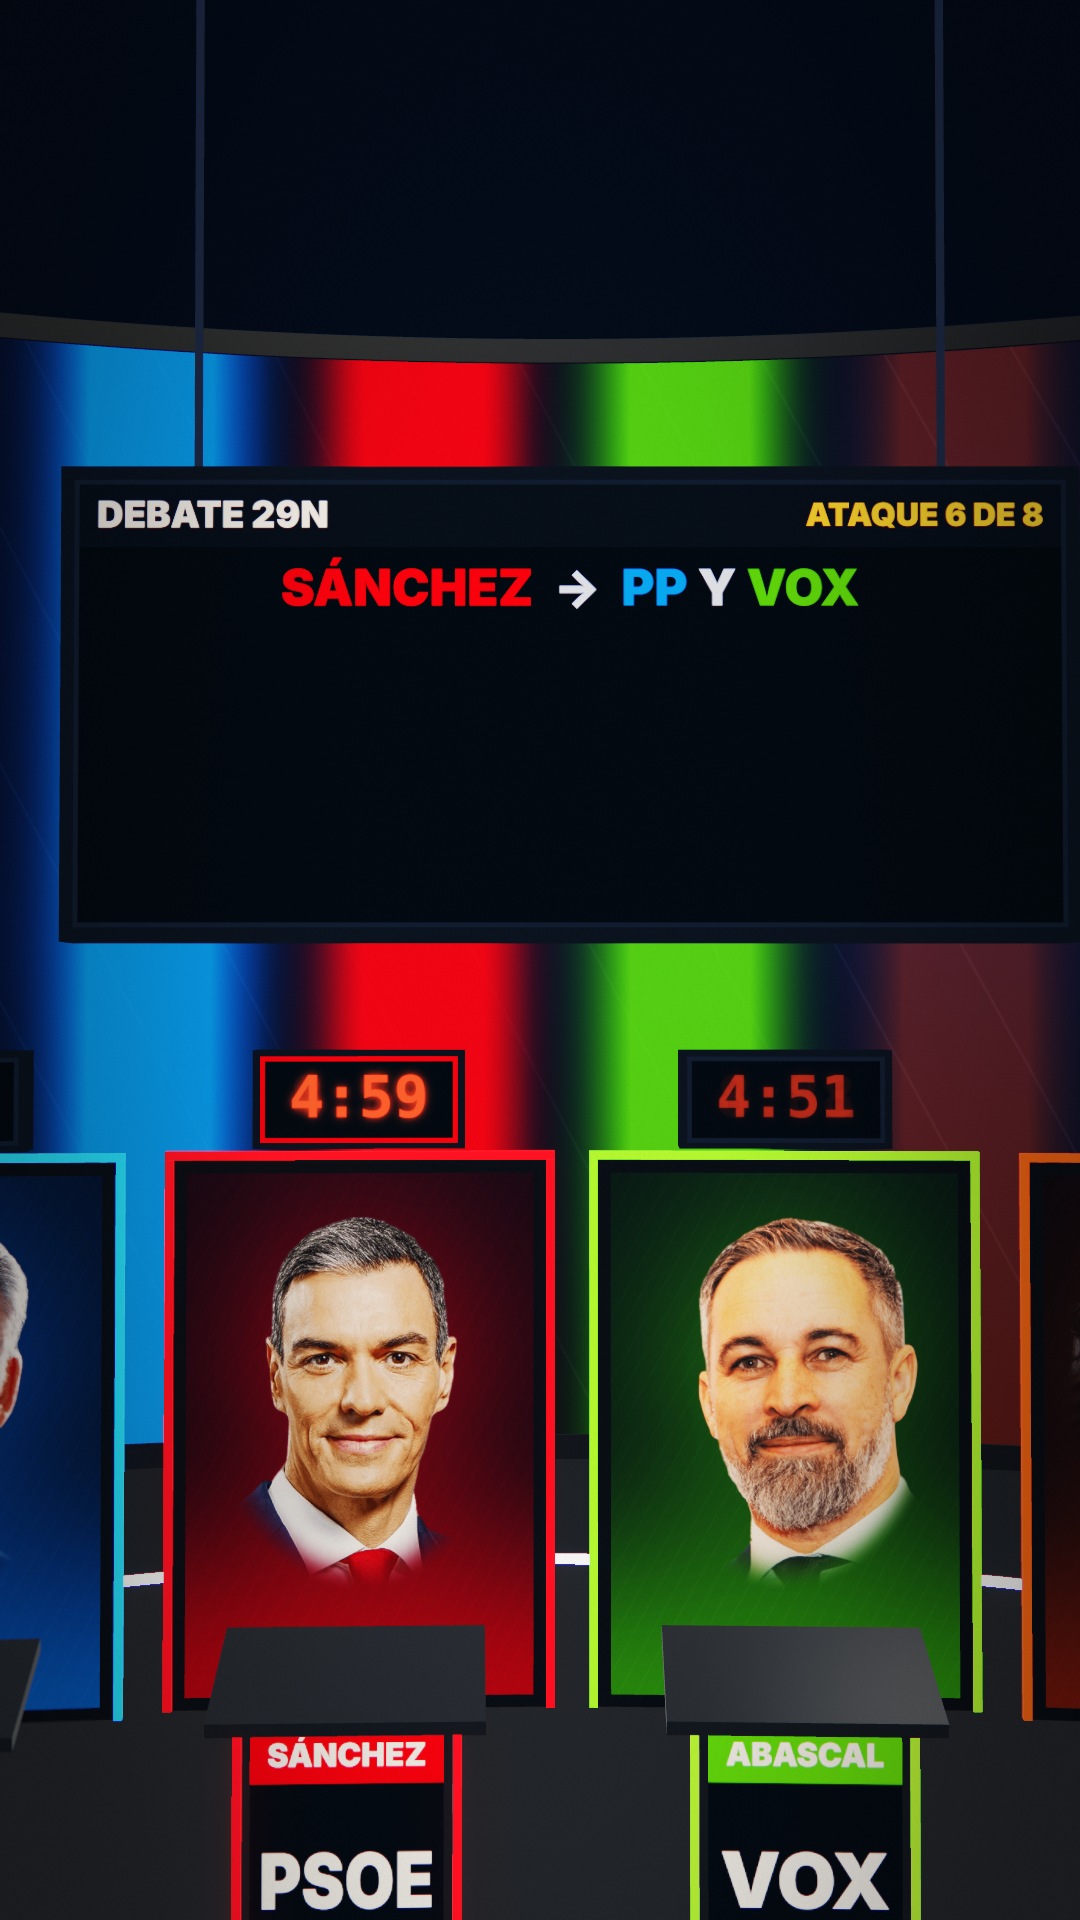 DEBATE 29N
ATAQUE 6 DE 8
SÁNCHEZ → PP Y VOX
4:59
4:51
SÁNCHEZ
ABASCAL
PSOE
VOX